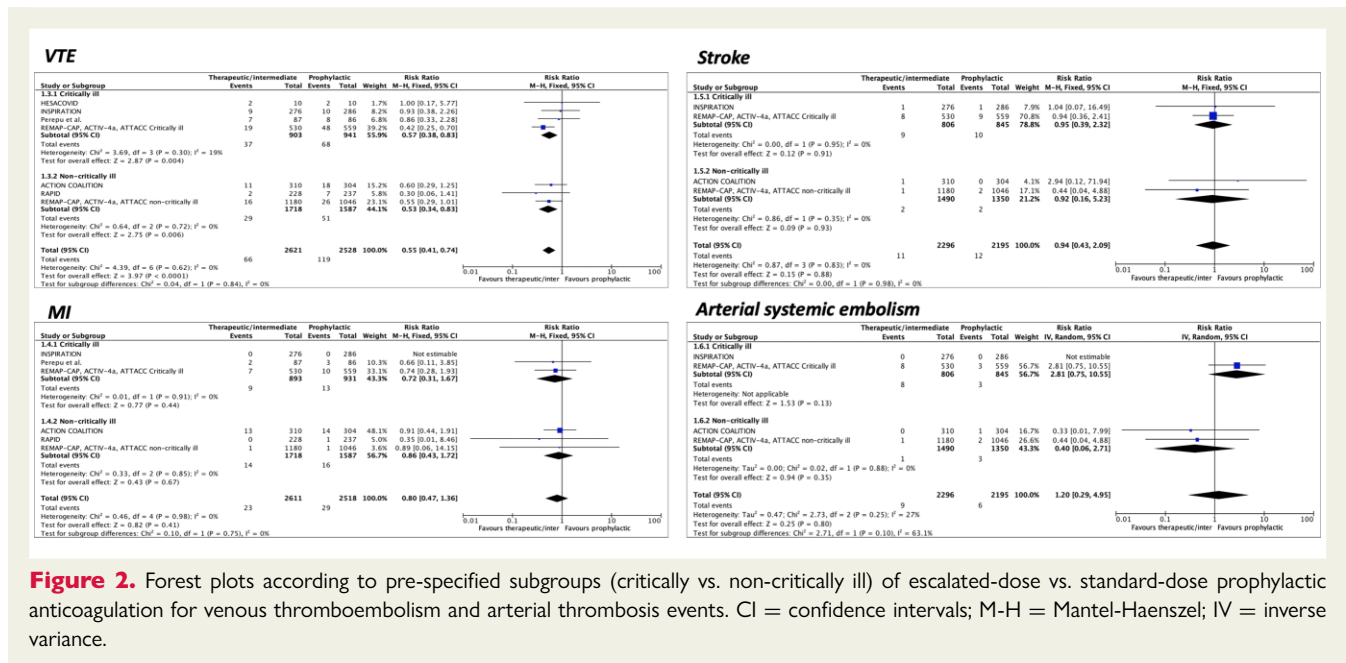 VTE
Therapeutic/intermediate Prophylactic Risk Ratio Risk Ratio
Study or Subgroup Events Total Events Total Weight M-H, Fixed, 95% CI M-H, Fixed, 95% CI
1.3.1 Critically ill
HESACOVID 2 10 2 10 1.7% 1.00 [0.17, 5.77]
INSPIRATION 9 276 10 286 8.2% 0.93 [0.38, 2.26]
Perepu et al. 7 87 8 86 6.8% 0.86 [0.33, 2.28]
REMAP-CAP, ACTIV-4a, ATTACC Critically ill 19 530 48 559 39.2% 0.42 [0.25, 0.70]
Subtotal (95% CI) 903 941 55.9% 0.57 [0.38, 0.83]
Total events 37 68
Heterogeneity: Chi² = 3.69, df = 3 (P = 0.30); I² = 19%
Test for overall effect: Z = 2.87 (P = 0.004)
1.3.2 Non-critically ill
ACTION COALITION 11 310 18 304 15.2% 0.60 [0.29, 1.25]
RAPID 2 228 7 237 5.8% 0.30 [0.06, 1.41]
REMAP-CAP, ACTIV-4a, ATTACC non-critically ill 16 1180 26 1046 23.1% 0.55 [0.29, 1.01]
Subtotal (95% CI) 1718 1587 44.1% 0.53 [0.34, 0.83]
Total events 29 51
Heterogeneity: Chi² = 0.64, df = 2 (P = 0.72); I² = 0%
Test for overall effect: Z = 2.75 (P = 0.006)
Total (95% CI) 2621 2528 100.0% 0.55 [0.41, 0.74]
Total events 66 119
Heterogeneity: Chi² = 4.39, df = 6 (P = 0.62); I² = 0%
Test for overall effect: Z = 3.97 (P < 0.0001)
Test for subgroup differences: Chi² = 0.04, df = 1 (P = 0.84), I² = 0%
0.01 0.1 1 10 100
Favours therapeutic/inter Favours prophylactic
Stroke
Therapeutic/intermediate Prophylactic Risk Ratio Risk Ratio
Study or Subgroup Events Total Events Total Weight M-H, Fixed, 95% CI M-H, Fixed, 95% CI
1.5.1 Critically ill
INSPIRATION 1 276 1 286 7.9% 1.04 [0.07, 16.49]
REMAP-CAP, ACTIV-4a, ATTACC Critically ill 8 530 9 559 70.8% 0.94 [0.36, 2.41]
Subtotal (95% CI) 806 845 78.8% 0.95 [0.39, 2.32]
Total events 9 10
Heterogeneity: Chi² = 0.00, df = 1 (P = 0.95); I² = 0%
Test for overall effect: Z = 0.12 (P = 0.91)
1.5.2 Non-critically ill
ACTION COALITION 1 310 0 304 4.1% 2.94 [0.12, 71.94]
REMAP-CAP, ACTIV-4a, ATTACC non-critically ill 1 1180 2 1046 17.1% 0.44 [0.04, 4.88]
Subtotal (95% CI) 1490 1350 21.2% 0.92 [0.16, 5.23]
Total events 2 2
Heterogeneity: Chi² = 0.86, df = 1 (P = 0.35); I² = 0%
Test for overall effect: Z = 0.09 (P = 0.93)
Total (95% CI) 2296 2195 100.0% 0.94 [0.43, 2.09]
Total events 11 12
Heterogeneity: Chi² = 0.87, df = 3 (P = 0.83); I² = 0%
Test for overall effect: Z = 0.15 (P = 0.88)
Test for subgroup differences: Chi² = 0.00, df = 1 (P = 0.98), I² = 0%
0.01 0.1 1 10 100
Favours therapeutic/inter Favours prophylactic
MI
Therapeutic/intermediate Prophylactic Risk Ratio Risk Ratio
Study or Subgroup Events Total Events Total Weight M-H, Fixed, 95% CI M-H, Fixed, 95% CI
1.4.1 Critically ill
INSPIRATION 0 276 0 286 Not estimable
Perepu et al. 2 87 3 86 10.3% 0.66 [0.11, 3.85]
REMAP-CAP, ACTIV-4a, ATTACC Critically ill 7 530 10 559 33.1% 0.74 [0.28, 1.93]
Subtotal (95% CI) 893 931 43.3% 0.72 [0.31, 1.67]
Total events 9 13
Heterogeneity: Chi² = 0.01, df = 1 (P = 0.91); I² = 0%
Test for overall effect: Z = 0.77 (P = 0.44)
1.4.2 Non-critically ill
ACTION COALITION 13 310 14 304 48.1% 0.91 [0.44, 1.91]
RAPID 0 228 1 237 5.0% 0.35 [0.01, 8.46]
REMAP-CAP, ACTIV-4a, ATTACC non-critically ill 1 1180 1 1046 3.6% 0.89 [0.06, 14.15]
Subtotal (95% CI) 1718 1587 56.7% 0.86 [0.43, 1.72]
Total events 14 16
Heterogeneity: Chi² = 0.33, df = 2 (P = 0.85); I² = 0%
Test for overall effect: Z = 0.43 (P = 0.67)
Total (95% CI) 2611 2518 100.0% 0.80 [0.47, 1.36]
Total events 23 29
Heterogeneity: Chi² = 0.46, df = 4 (P = 0.98); I² = 0%
Test for overall effect: Z = 0.82 (P = 0.41)
Test for subgroup differences: Chi² = 0.10, df = 1 (P = 0.75), I² = 0%
0.01 0.1 1 10 100
Favours therapeutic/inter Favours prophylactic
Arterial systemic embolism
Therapeutic/intermediate Prophylactic Risk Ratio Risk Ratio
Study or Subgroup Events Total Events Total Weight IV, Random, 95% CI IV, Random, 95% CI
1.6.1 Critically ill
INSPIRATION 0 276 0 286 Not estimable
REMAP-CAP, ACTIV-4a, ATTACC Critically ill 8 530 3 559 56.7% 2.81 [0.75, 10.55]
Subtotal (95% CI) 806 845 56.7% 2.81 [0.75, 10.55]
Total events 8 3
Heterogeneity: Not applicable
Test for overall effect: Z = 1.53 (P = 0.13)
1.6.2 Non-critically ill
ACTION COALITION 0 310 1 304 16.7% 0.33 [0.01, 7.99]
REMAP-CAP, ACTIV-4a, ATTACC non-critically ill 1 1180 2 1046 26.6% 0.44 [0.04, 4.88]
Subtotal (95% CI) 1490 1350 43.3% 0.40 [0.06, 2.71]
Total events 1 3
Heterogeneity: Tau² = 0.00; Chi² = 0.02, df = 1 (P = 0.88); I² = 0%
Test for overall effect: Z = 0.94 (P = 0.35)
Total (95% CI) 2296 2195 100.0% 1.20 [0.29, 4.95]
Total events 9 6
Heterogeneity: Tau² = 0.47; Chi² = 2.73, df = 2 (P = 0.25); I² = 27%
Test for overall effect: Z = 0.25 (P = 0.80)
Test for subgroup differences: Chi² = 2.71, df = 1 (P = 0.10), I² = 63.1%
0.01 0.1 1 10 100
Favours therapeutic/inter Favours prophylactic
Figure 2. Forest plots according to pre-specified subgroups (critically vs. non-critically ill) of escalated-dose vs. standard-dose prophylactic
anticoagulation for venous thromboembolism and arterial thrombosis events. CI = confidence intervals; M-H = Mantel-Haenszel; IV = inverse
variance.